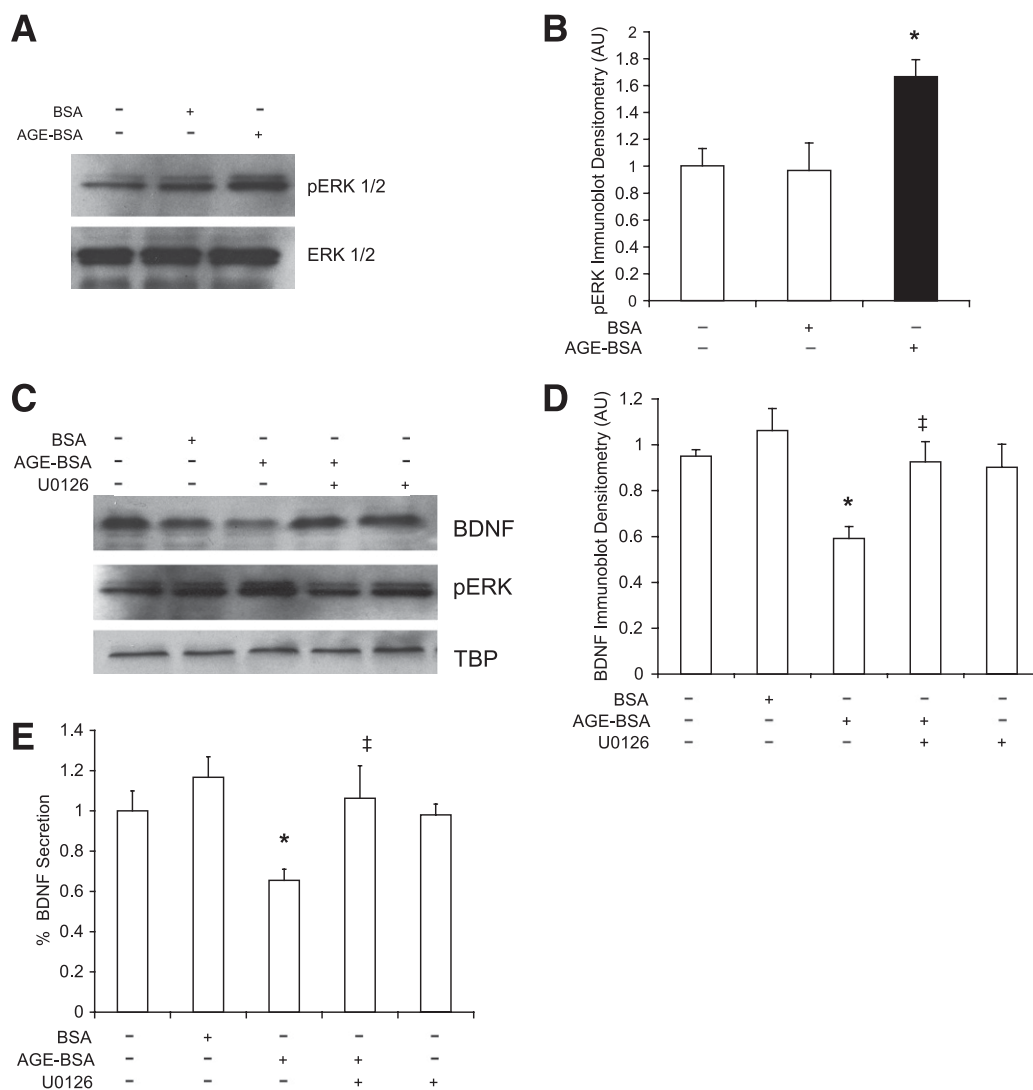 A
BSA - + -
AGE-BSA - - +
pERK 1/2
ERK 1/2
B
pERK Immunoblot Densitometry (AU)
2
1.8
1.6
1.4
1.2
1
0.8
0.6
0.4
0.2
0
*
BSA - + -
AGE-BSA - - +
C
BSA - + - - -
AGE-BSA - - + + -
U0126 - - - + +
BDNF
pERK
TBP
D
BDNF Immunoblot Densitometry (AU)
1.2
1
0.8
0.6
0.4
0.2
0
*
‡
BSA - + - - -
AGE-BSA - - + + -
U0126 - - - + +
E
% BDNF Secretion
1.4
1.2
1
0.8
0.6
0.4
0.2
0
*
‡
BSA - + - - -
AGE-BSA - - + + -
U0126 - - - + +